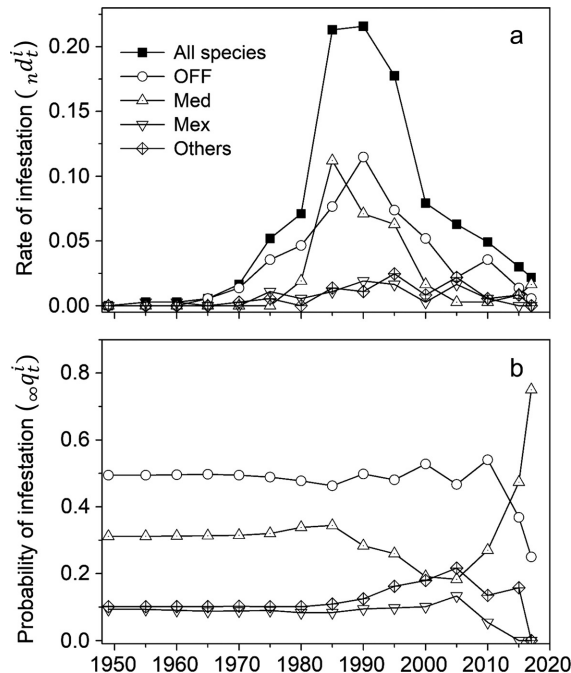 a
0.20
0.15
0.10
0.05
0.00
Rate of infestation ( ₙdₜⁱ )
All species
OFF
Med
Mex
Others
b
0.8
0.6
0.4
0.2
0.0
Probability of infestation ( ∞qₜⁱ )
1950 1960 1970 1980 1990 2000 2010 2020